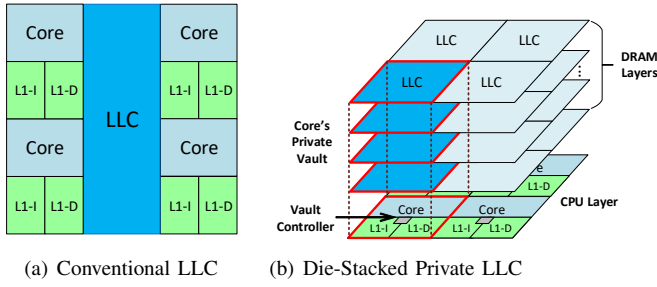 Core
Core
L1-I
L1-D
L1-I
L1-D
LLC
Core
Core
L1-I
L1-D
L1-I
L1-D
(a) Conventional LLC
LLC
LLC
LLC
LLC
DRAM
Layers
Core's
Private
Vault
L1-D
CPU Layer
Vault
Controller
Core
Core
L1-I
L1-D
L1-I
L1-D
(b) Die-Stacked Private LLC